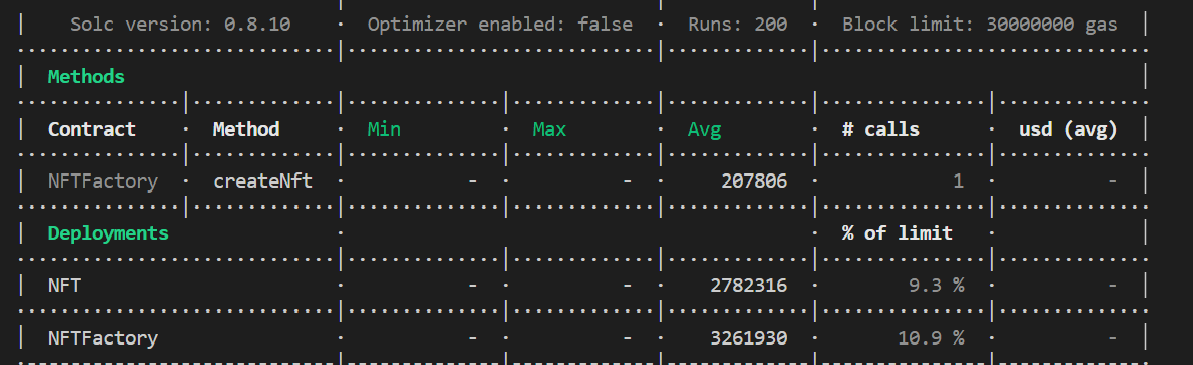 Solc version: 0.8.10 · Optimizer enabled: false · Runs: 200 · Block limit: 30000000 gas
Methods
Contract · Method · Min · Max · Avg · # calls · usd (avg)
NFTFactory · createNft · - · - · 207806 · 1 · -
Deployments · · % of limit ·
NFT · - · - · 2782316 · 9.3 % · -
NFTFactory · - · - · 3261930 · 10.9 % · -